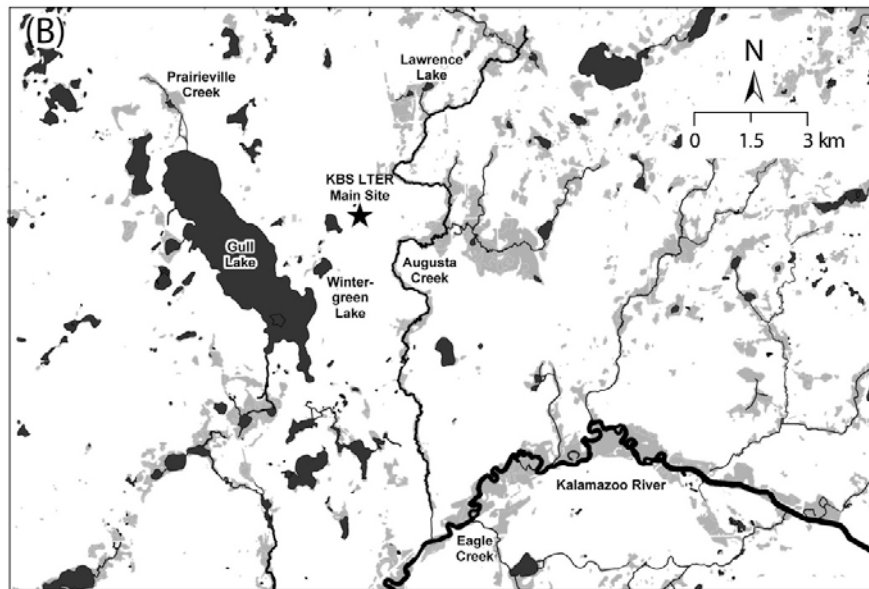 (B)
Prairieville
Creek
Lawrence
Lake
N
0 1.5 3 km
KBS LTER
Main Site
Gull
Lake
Augusta
Creek
Winter-
green
Lake
Kalamazoo River
Eagle
Creek